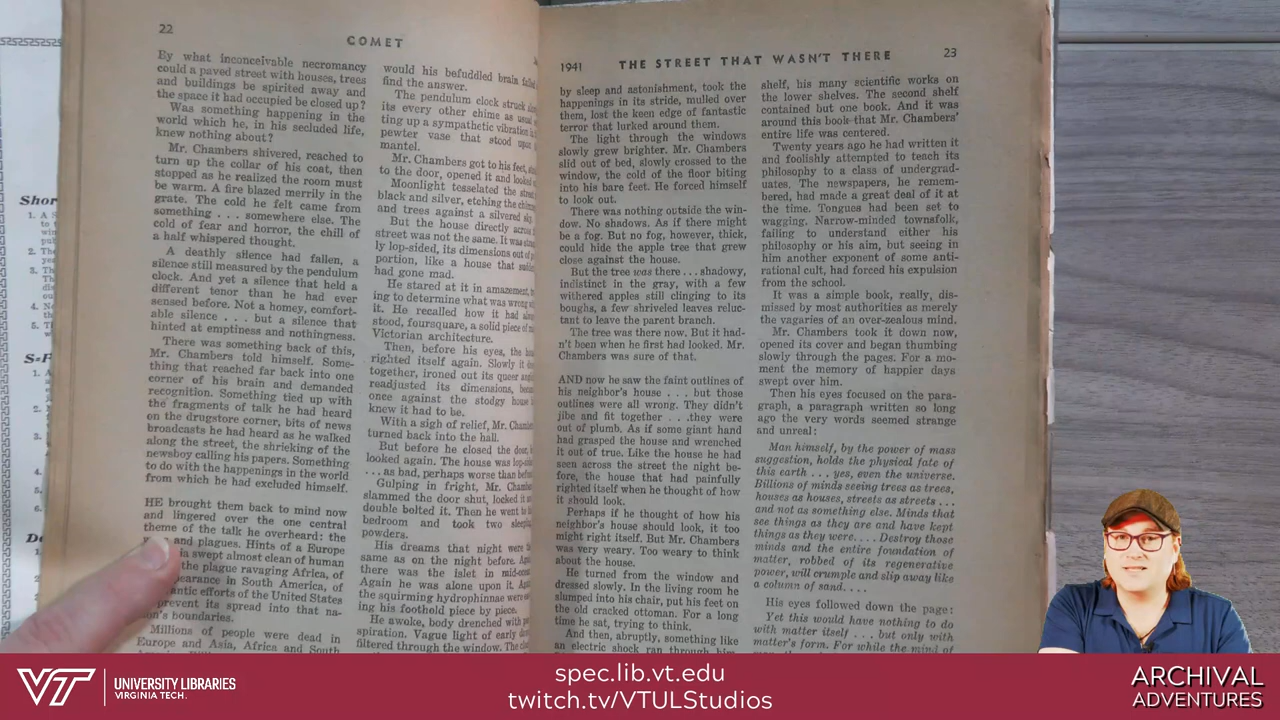 22
COMET
By what inconceivable necromancy
could a paved street with houses, trees
and buildings be spirited away and
the space it had occupied be closed up?
Was something happening in the
world which he, in his secluded life,
knew nothing about?
Mr. Chambers shivered, reached to
turn up the collar of his coat, then
stopped as he realized the room must
be warm. A fire blazed merrily in the
grate. The cold he felt came from
something . . . somewhere else. The
cold of fear and horror, the chill of
a half whispered thought.
A deathly silence had fallen, a
silence still measured by the pendulum
clock. And yet a silence that held a
different tenor than he had ever
sensed before. Not a homey, comfort-
able silence . . . but a silence that
hinted at emptiness and nothingness.
There was something back of this,
Mr. Chambers told himself. Some-
thing that reached far back into one
corner of his brain and demanded
recognition. Something tied up with
the fragments of talk he had heard
on the drugstore corner, bits of news
broadcasts he had heard as he walked
along the street, the shrieking of the
newsboy calling his papers. Something
to do with the happenings in the world
from which he had excluded himself.
HE brought them back to mind now
and lingered over the one central
theme of the talk he overheard: the
and plagues. Hints of a Europe
swept almost clean of human
the plague ravaging Africa, of
in South America, of
efforts of the United States
prevent its spread into that na-
boundaries.
Millions of people were dead in
Europe and Asia, Africa and South
would his befuddled brain
find the answer.
The pendulum clock struck
its every other chime as usual
ting up a sympathetic vibration
pewter vase that stood upon
mantel.
Mr. Chambers got to his feet,
to the door, opened it and looked
Moonlight tesselated the street
black and silver, etching the
and trees against a silvered sky.
But the house directly across
street was not the same. It was
ly lop-sided, its dimensions out of
portion, like a house that
had gone mad.
He stared at it in amazement,
ing to determine what was wrong
it. He recalled how it had
stood, foursquare, a solid piece of
Victorian architecture.
Then, before his eyes, the
righted itself again. Slowly it
together, ironed out its queer
readjusted its dimensions,
once again the stodgy house
knew it had to be.
With a sigh of relief, Mr.
turned back into the hall.
But before he closed the door,
looked again. The house was
. . . as bad, perhaps worse than
Gulping in fright, Mr.
slammed the door shut, locked it
double bolted it. Then he went
bedroom and took two
powders.
His dreams that night were
same as on the night before.
there was the islet in
Again he was alone upon it.
the squirming hydrophinnae were
ing his foothold piece by piece.
He awoke, body drenched with
spiration. Vague light of early
filtered through the window. The
1941
THE STREET THAT WASN'T THERE
23
by sleep and astonishment, took the
happenings in its stride, mulled over
them, lost the keen edge of fantastic
terror that lurked around them.
The light through the windows
slowly grew brighter. Mr. Chambers
slid out of bed, slowly crossed to the
window, the cold of the floor biting
into his bare feet. He forced himself
to look out.
There was nothing outside the win-
dow. No shadows. As if there might
be a fog. But no fog, however, thick,
could hide the apple tree that grew
close against the house.
But the tree was there . . . shadowy,
indistinct in the gray, with a few
withered apples still clinging to its
boughs, a few shriveled leaves reluc-
tant to leave the parent branch.
The tree was there now. But it had-
n't been when he first had looked. Mr.
Chambers was sure of that.
AND now he saw the faint outlines of
his neighbor's house . . . but those
outlines were all wrong. They didn't
jibe and fit together . . .they were
out of plumb. As if some giant hand
had grasped the house and wrenched
it out of true. Like the house he had
seen across the street the night be-
fore, the house that had painfully
righted itself when he thought of how
it should look.
Perhaps if he thought of how his
neighbor's house should look, it too
might right itself. But Mr. Chambers
was very weary. Too weary to think
about the house.
He turned from the window and
dressed slowly. In the living room he
slumped into his chair, put his feet on
the old cracked ottoman. For a long
time he sat, trying to think.
And then, abruptly, something like
an electric shock ran through him
shelf, his many scientific works on
the lower shelves. The second shelf
contained but one book. And it was
around this book that Mr. Chambers'
entire life was centered.
Twenty years ago he had written it
and foolishly attempted to teach its
philosophy to a class of undergrad-
uates. The newspapers, he remem-
bered, had made a great deal of it at
the time. Tongues had been set to
wagging. Narrow-minded townsfolk,
failing to understand either his
philosophy or his aim, but seeing in
him another exponent of some anti-
rational cult, had forced his expulsion
from the school.
It was a simple book, really, dis-
missed by most authorities as merely
the vagaries of an over-zealous mind.
Mr. Chambers took it down now,
opened its cover and began thumbing
slowly through the pages. For a mo-
ment the memory of happier days
swept over him.
Then his eyes focused on the para-
graph, a paragraph written so long
ago the very words seemed strange
and unreal:
Man himself, by the power of mass
suggestion, holds the physical fate of
this earth . . . yes, even the universe.
Billions of minds seeing trees as trees,
houses as houses, streets as streets . . .
and not as something else. Minds that
see things as they are and have kept
things as they were. . . . Destroy those
minds and the entire foundation of
matter, robbed of its regenerative
power, will crumple and slip away like
a column of sand. . . .
His eyes followed down the page:
Yet this would have nothing to do
with matter itself . . . but only with
matter's form. For while the mind of
Shor
S-F
VT
UNIVERSITY LIBRARIES
VIRGINIA TECH.
spec.lib.vt.edu
twitch.tv/VTULStudios
ARCHIVAL
ADVENTURES